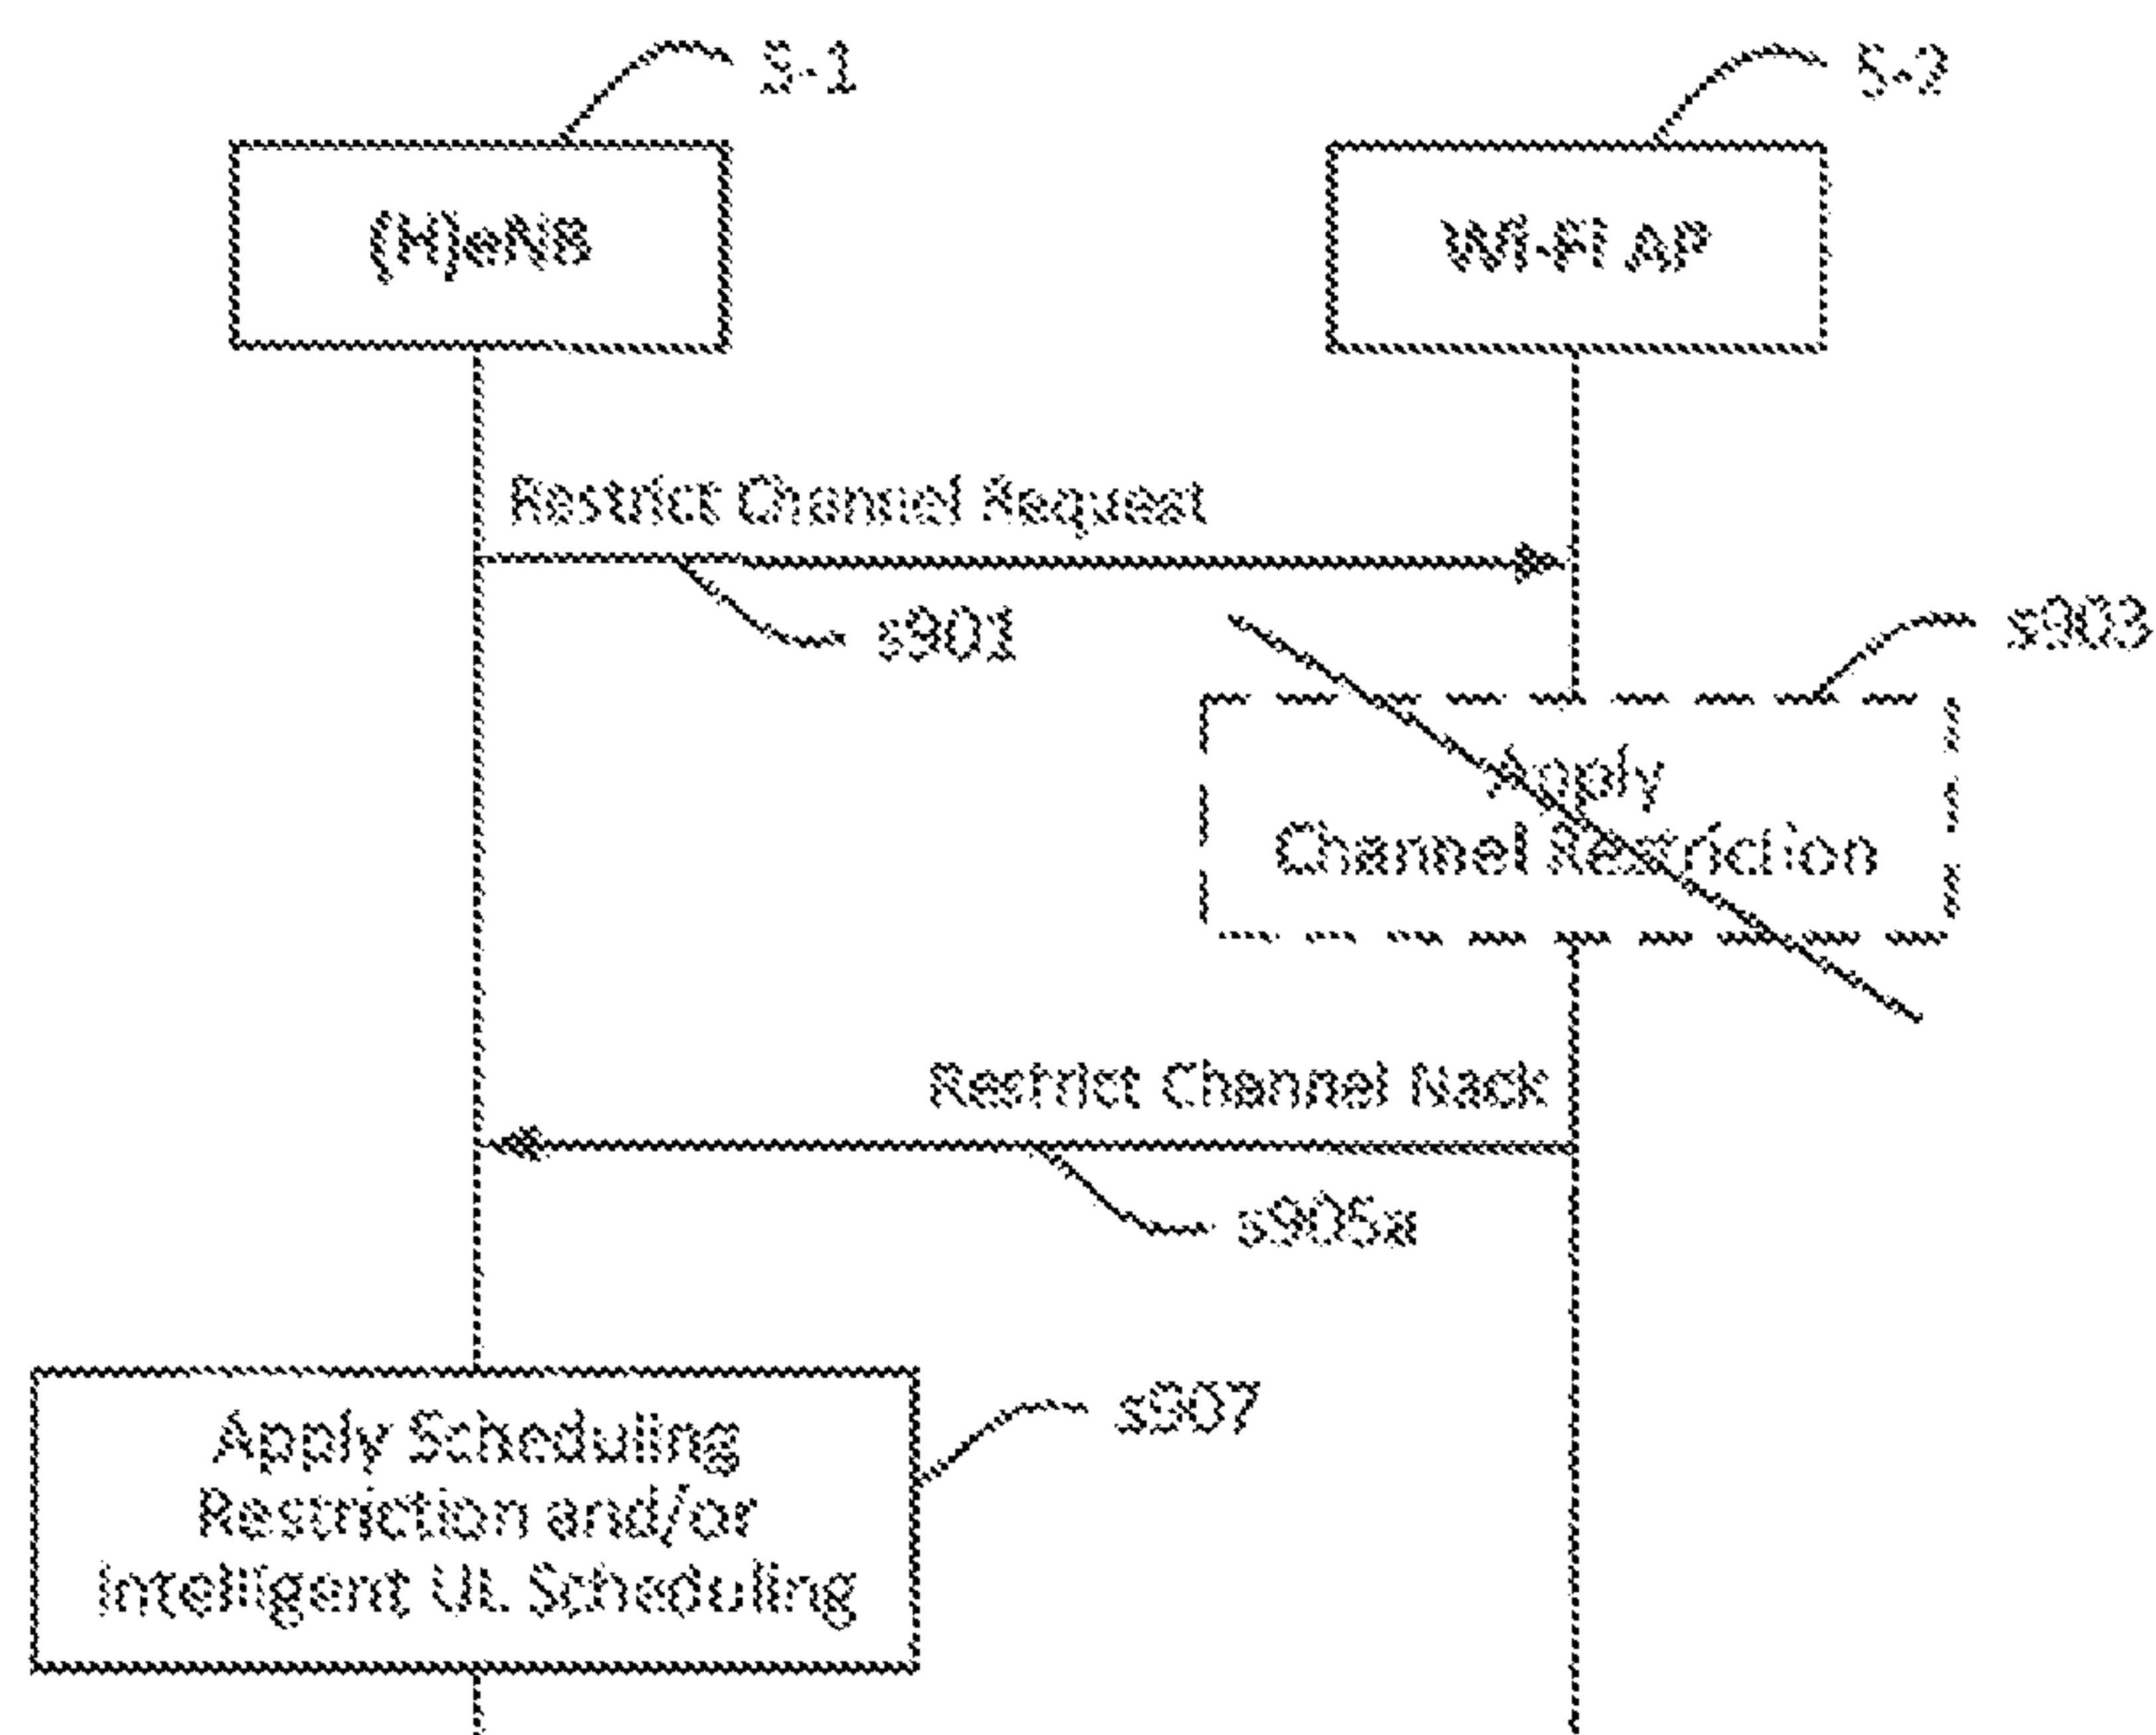 5-1
5-2
(H)eNB
Wi-Fi AP
Restrict Channel Request
s901
s903
Apply
Channel Restriction
Restrict Channel Nack
s905a
s907
Apply Scheduling
Restriction and/or
Intelligent UL Scheduling